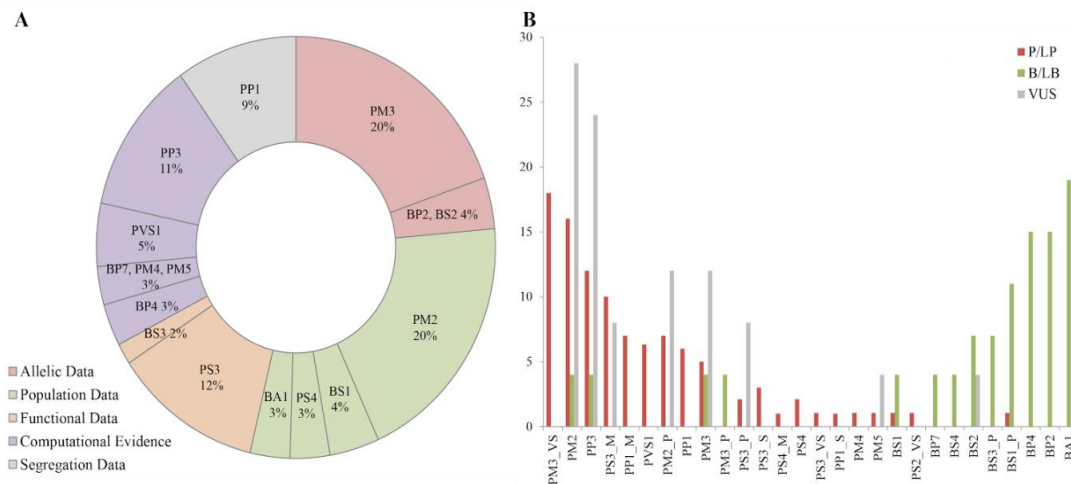 A
PP1
9%
PM3
20%
PP3
11%
BP2, BS2 4%
PVS1
5%
BP7, PM4, PM5
3%
BP4 3%
BS3 2%
PM2
20%
PS3
12%
BA1
3%
PS4
3%
BS1
4%
Allelic Data
Population Data
Functional Data
Computational Evidence
Segregation Data
B
30
25
20
15
10
5
0
P/LP
B/LB
VUS
PM3_VS
PM2
PP3
PS3_M
PP1_M
PVS1
PM2_P
PP1
PM3
PM3_P
PS3_P
PS3_S
PS4_M
PS4
PS3_VS
PP1_S
PM4
PM5
BS1
PS2_VS
BP7
BS4
BS2
BS3_P
BS1_P
BP4
BP2
BA1